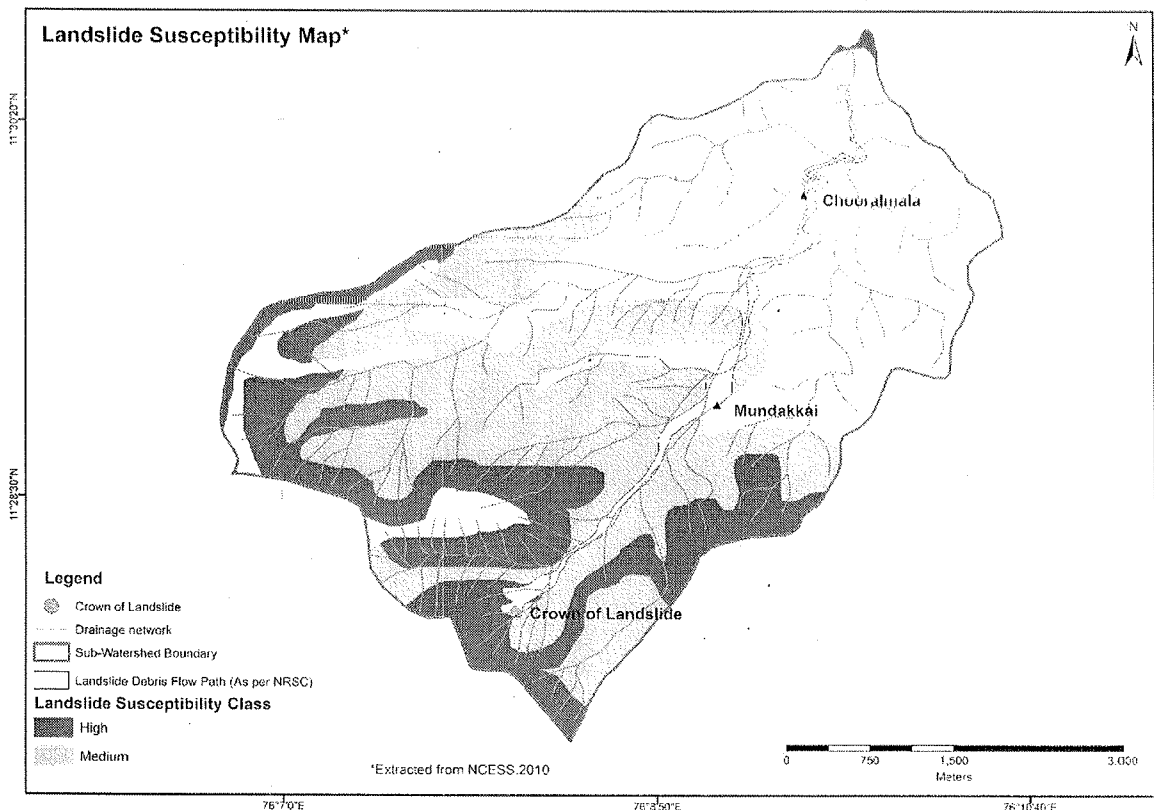 Landslide Susceptibility Map*
N
11°30'20"N
Chooralmala
Mundakkai
11°28'30"N
Crown of Landslide
Legend
Crown of Landslide
Drainage network
Sub-Watershed Boundary
Landslide Debris Flow Path (As per NRSC)
Landslide Susceptibility Class
High
Medium
*Extracted from NCESS.2010
0 750 1,500 3,000
Meters
76°7'0"E 76°8'50"E 76°10'40"E